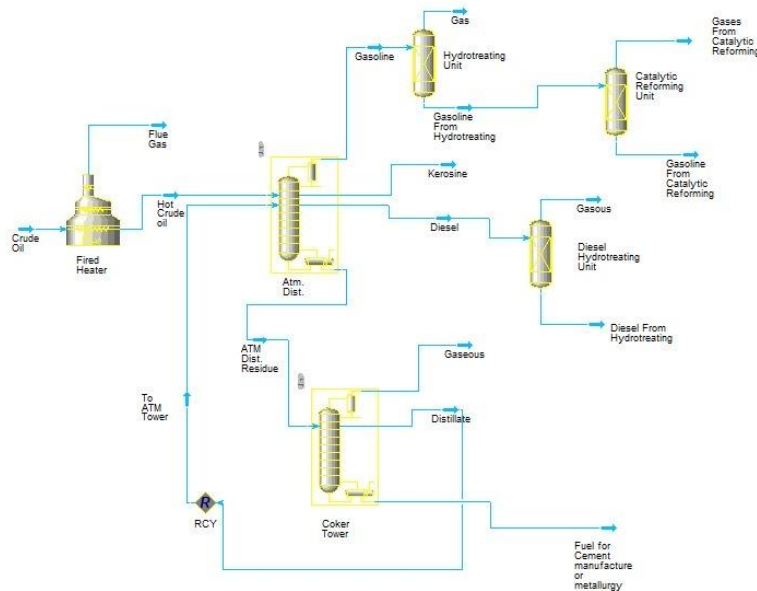 Gas
Gases
From
Catalytic
Reforming
Gasoline
Hydrotreating
Unit
Catalytic
Reforming
Unit
Gasoline
From
Hydrotreating
Flue
Gas
Gasoline
From
Catalytic
Reforming
Kerosine
Hot
Crude
oil
Gasous
Crude
Oil
Diesel
Fired
Heater
Diesel
Hydrotreating
Unit
Atm.
Dist.
Diesel From
Hydrotreating
ATM
Dist.
Residue
Gaseous
To
ATM
Tower
Distillate
R
RCY
Coker
Tower
Fuel for
Cement
manufacture
or
metallurgy